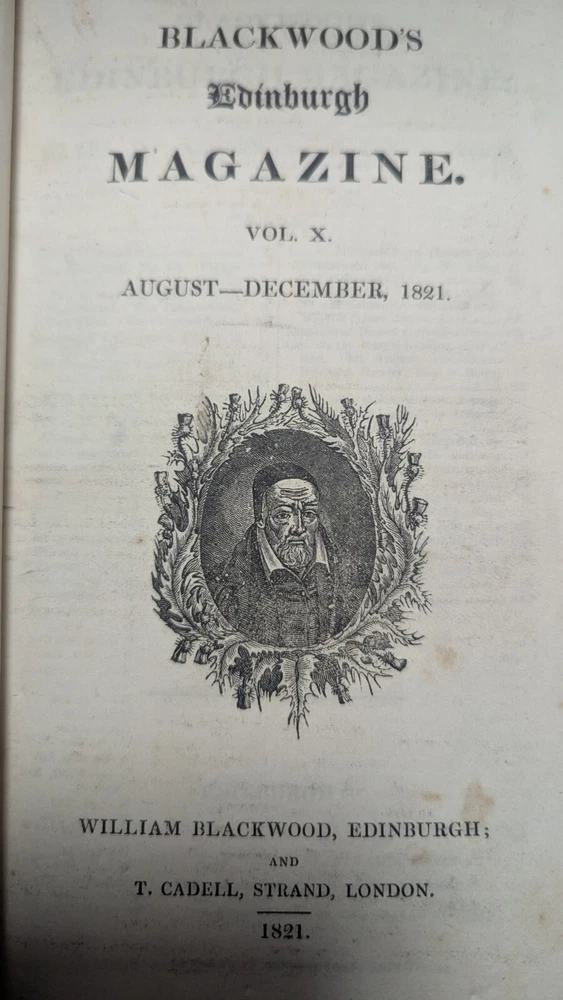 BLACKWOOD'S
Edinburgh
MAGAZINE.
VOL. X.
AUGUST—DECEMBER, 1821.
WILLIAM BLACKWOOD, EDINBURGH;
AND
T. CADELL, STRAND, LONDON.
1821.